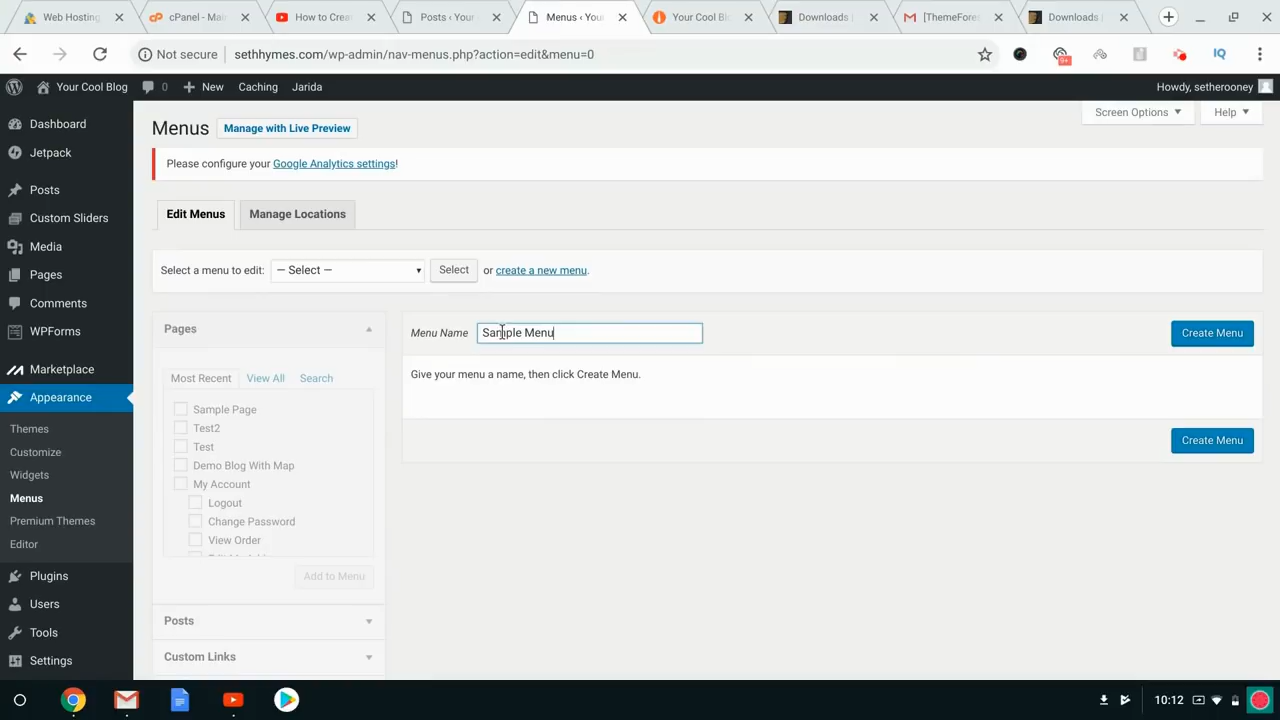 Web Hosting
cPanel - Mai
How to Creat
Posts ‹ Your
Menus ‹ You
Your Cool Blo
Downloads |
[ThemeForest
Downloads
Not secure
sethhymes.com/wp-admin/nav-menus.php?action=edit&menu=0
9+
IQ
Your Cool Blog
0
New
Caching
Jarida
Howdy, setherooney
Screen Options
Help
Dashboard
Jetpack
Posts
Custom Sliders
Media
Pages
Comments
WPForms
Marketplace
Appearance
Themes
Customize
Widgets
Menus
Premium Themes
Editor
Plugins
Users
Tools
Settings
Menus
Manage with Live Preview
Please configure your Google Analytics settings!
Edit Menus
Manage Locations
Select a menu to edit:
— Select —
Select
or create a new menu.
Pages
Most Recent
View All
Search
Sample Page
Test2
Test
Demo Blog With Map
My Account
Logout
Change Password
View Order
Add to Menu
Posts
Custom Links
Menu Name
Sample Menu
Create Menu
Give your menu a name, then click Create Menu.
Create Menu
10:12